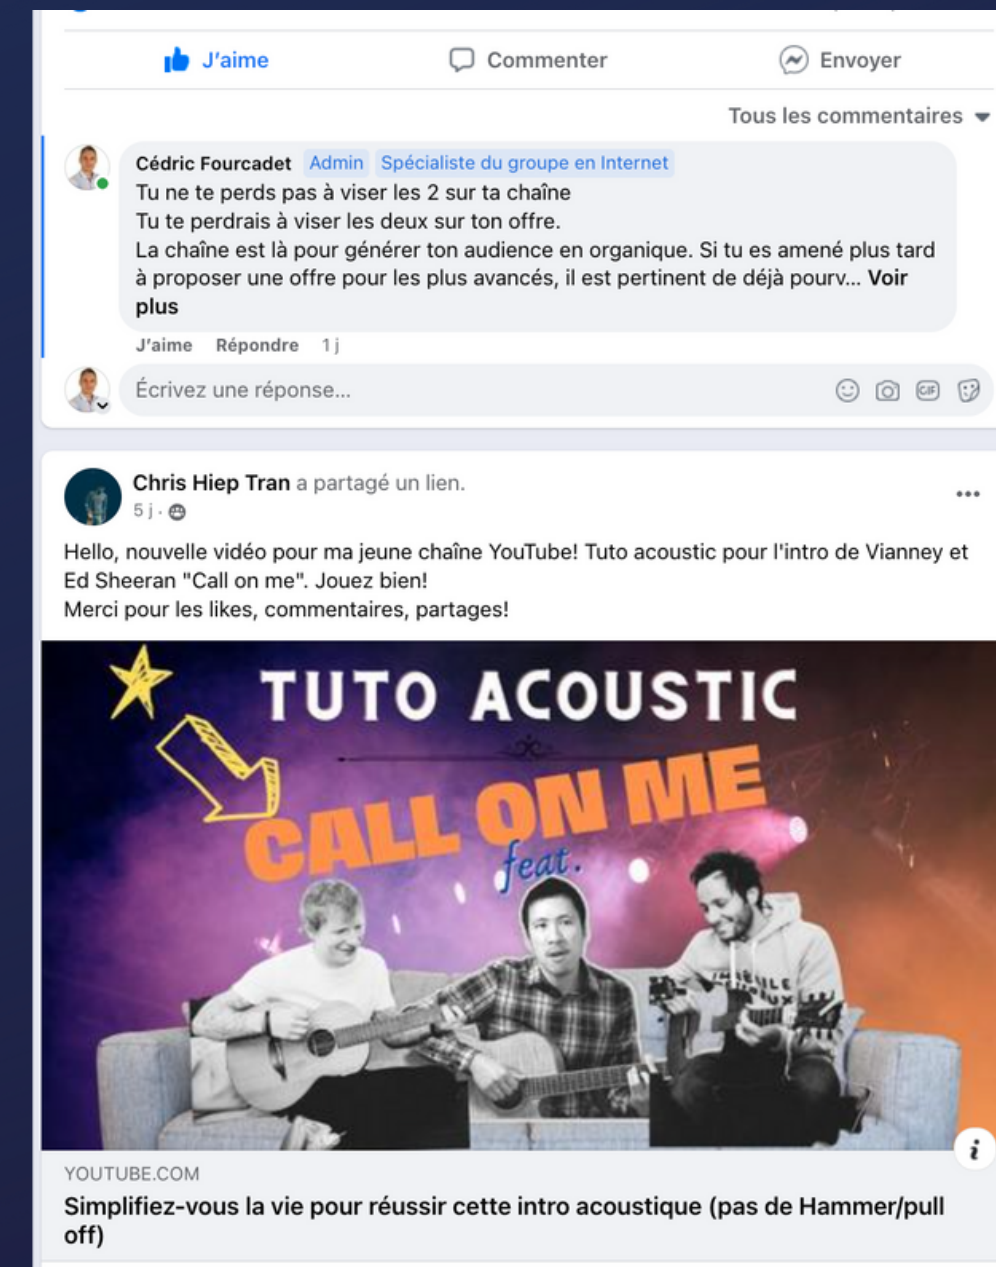 J'aime
Commenter
Envoyer
Tous les commentaires
Cédric Fourcadet Admin Spécialiste du groupe en Internet
Tu ne te perds pas à viser les 2 sur ta chaîne
Tu te perdrais à viser les deux sur ton offre.
La chaîne est là pour générer ton audience en organique. Si tu es amené plus tard
à proposer une offre pour les plus avancés, il est pertinent de déjà pourv... Voir
plus
J'aime Répondre 1 j
Écrivez une réponse...
GIF
Chris Hiep Tran a partagé un lien.
5 j ·
Hello, nouvelle vidéo pour ma jeune chaîne YouTube! Tuto acoustic pour l'intro de Vianney et
Ed Sheeran "Call on me". Jouez bien!
Merci pour les likes, commentaires, partages!
TUTO ACOUSTIC
CALL ON ME
feat.
YOUTUBE.COM
Simplifiez-vous la vie pour réussir cette intro acoustique (pas de Hammer/pull
off)